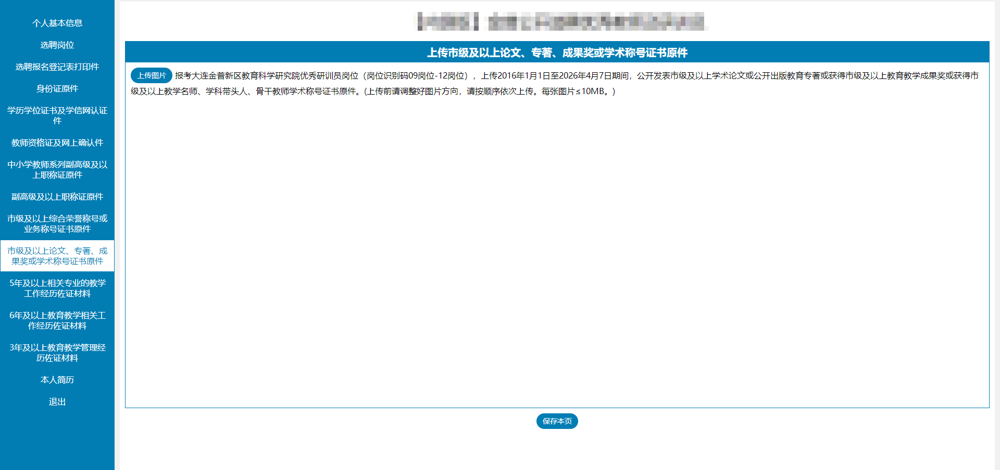 个人基本信息
选聘岗位
选聘报名登记表打印件
身份证原件
学历学位证书及学信网认证
件
教师资格证及网上确认件
中小学教师系列副高级及以
上职称证原件
副高级及以上职称证原件
市级及以上综合荣誉称号或
业务称号证书原件
市级及以上论文、专著、成
果奖或学术称号证书原件
5年及以上相关专业的教学
工作经历佐证材料
6年及以上教育教学相关工
作经历佐证材料
3年及以上教育教学管理经
历佐证材料
本人简历
退出
上传市级及以上论文、专著、成果奖或学术称号证书原件
上传图片 报考大连金普新区教育科学研究院优秀研训员岗位（岗位识别码09岗位-12岗位），上传2016年1月1日至2026年4月7日期间，公开发表市级及以上学术论文或公开出版教育专著或获得市级及以上教育教学成果奖或获得市
级及以上教学名师、学科带头人、骨干教师学术称号证书原件。(上传前请调整好图片方向，请按顺序依次上传。每张图片≤10MB。)
保存本页